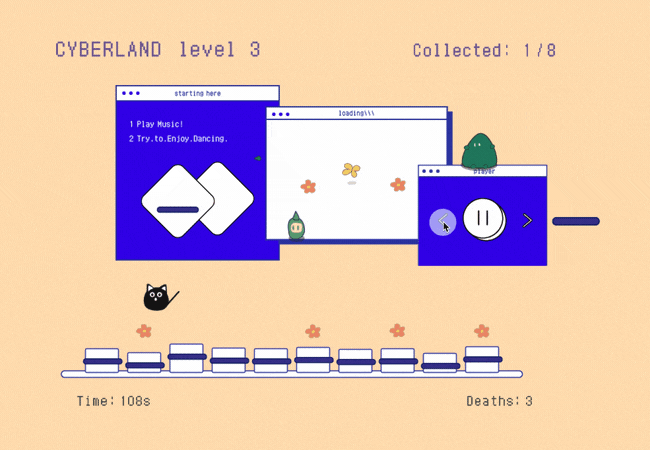 CYBERLAND level 3
Collected: 1/8
starting here
1 Play Music!
2 Try.to.Enjoy.Dancing.
loading\\\
player
Time: 108s
Deaths: 3